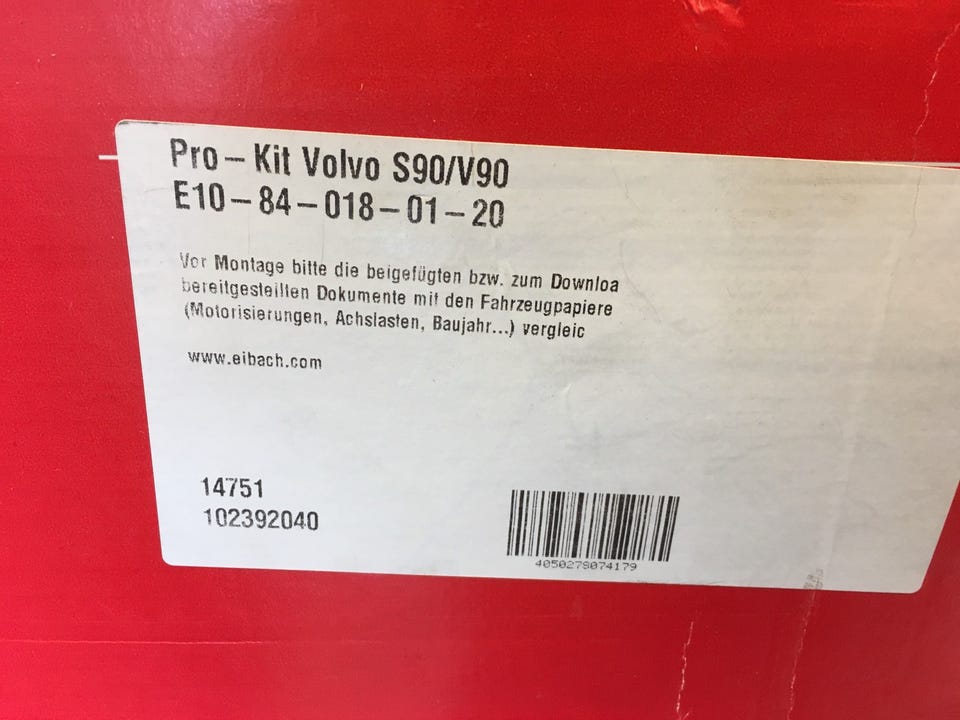 Pro-Kit Volvo S90/V90
E10-84-018-01-20
Vor Montage bitte die beigefügten bzw. zum Downloa
bereitgestellten Dokumente mit den Fahrzeugpapiere
(Motorisierungen, Achslasten, Baujahr...) vergleic
www.eibach.com
14751
102392040
4050278074179